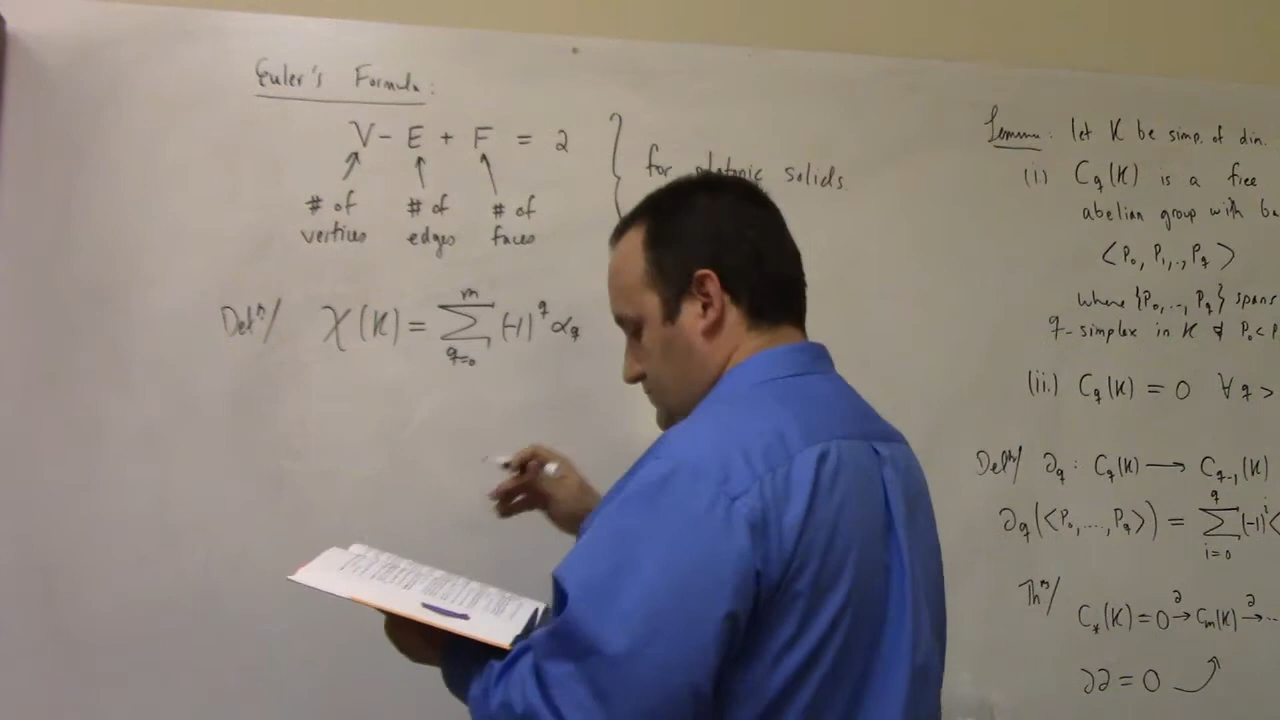 Euler's Formula:
V - E + F = 2
for platonic solids
# of vertices
# of edges
# of faces
Def^n/ χ(K) = ∑_{q=0}^{m} (-1)^q α_q
Lemma: let K be simp. of dim.
(i) C_q(K) is a free
abelian group with ba
<P_0, P_1, .., P_q>
where {P_0, ..., P_q} spans
q-simplex in K & P_0 < P
(ii.) C_q(K) = 0 ∀ q >
Def^n/ ∂_q : C_q(K) → C_{q-1}(K)
∂_q(<P_0, ..., P_q>) = ∑_{i=0}^{q} (-1)^i <
Th^m/
C_*(K) = 0 →^∂ C_m(K) →^∂ ...
∂∂ = 0